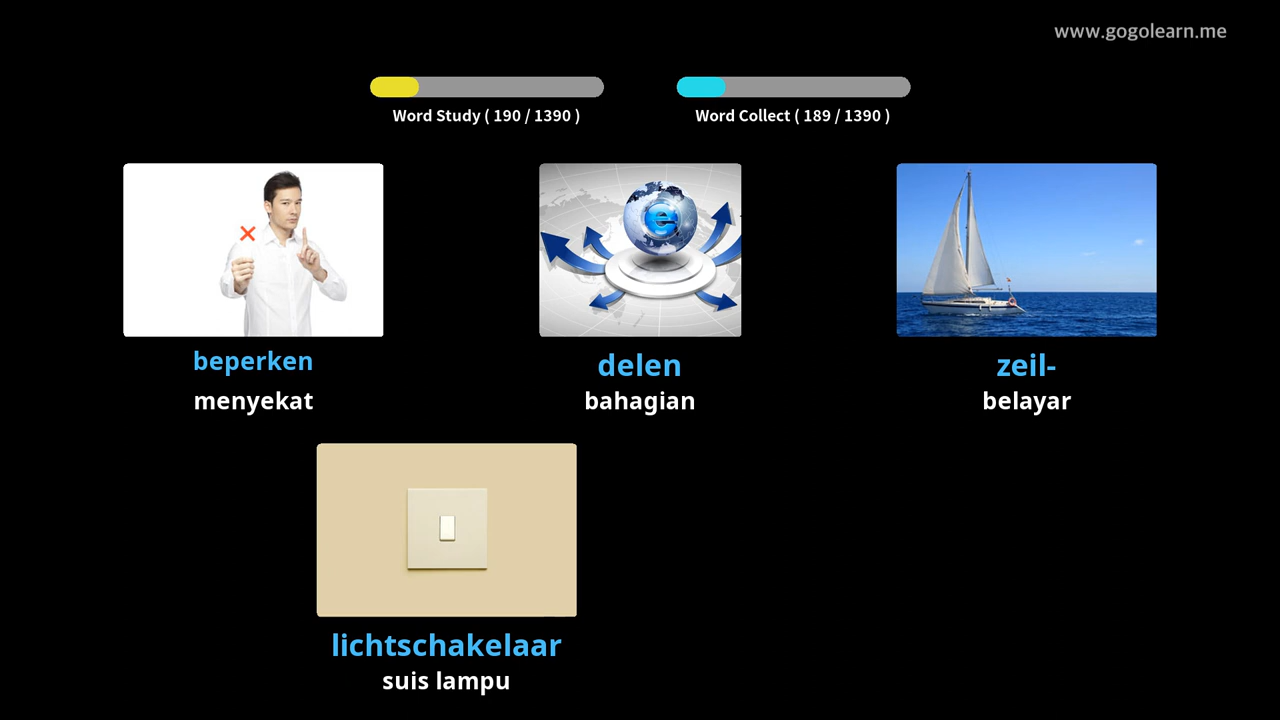 www.gogolearn.me
Word Study ( 190 / 1390 )
Word Collect ( 189 / 1390 )
e
beperken
delen
zeil-
menyekat
bahagian
belayar
lichtschakelaar
suis lampu